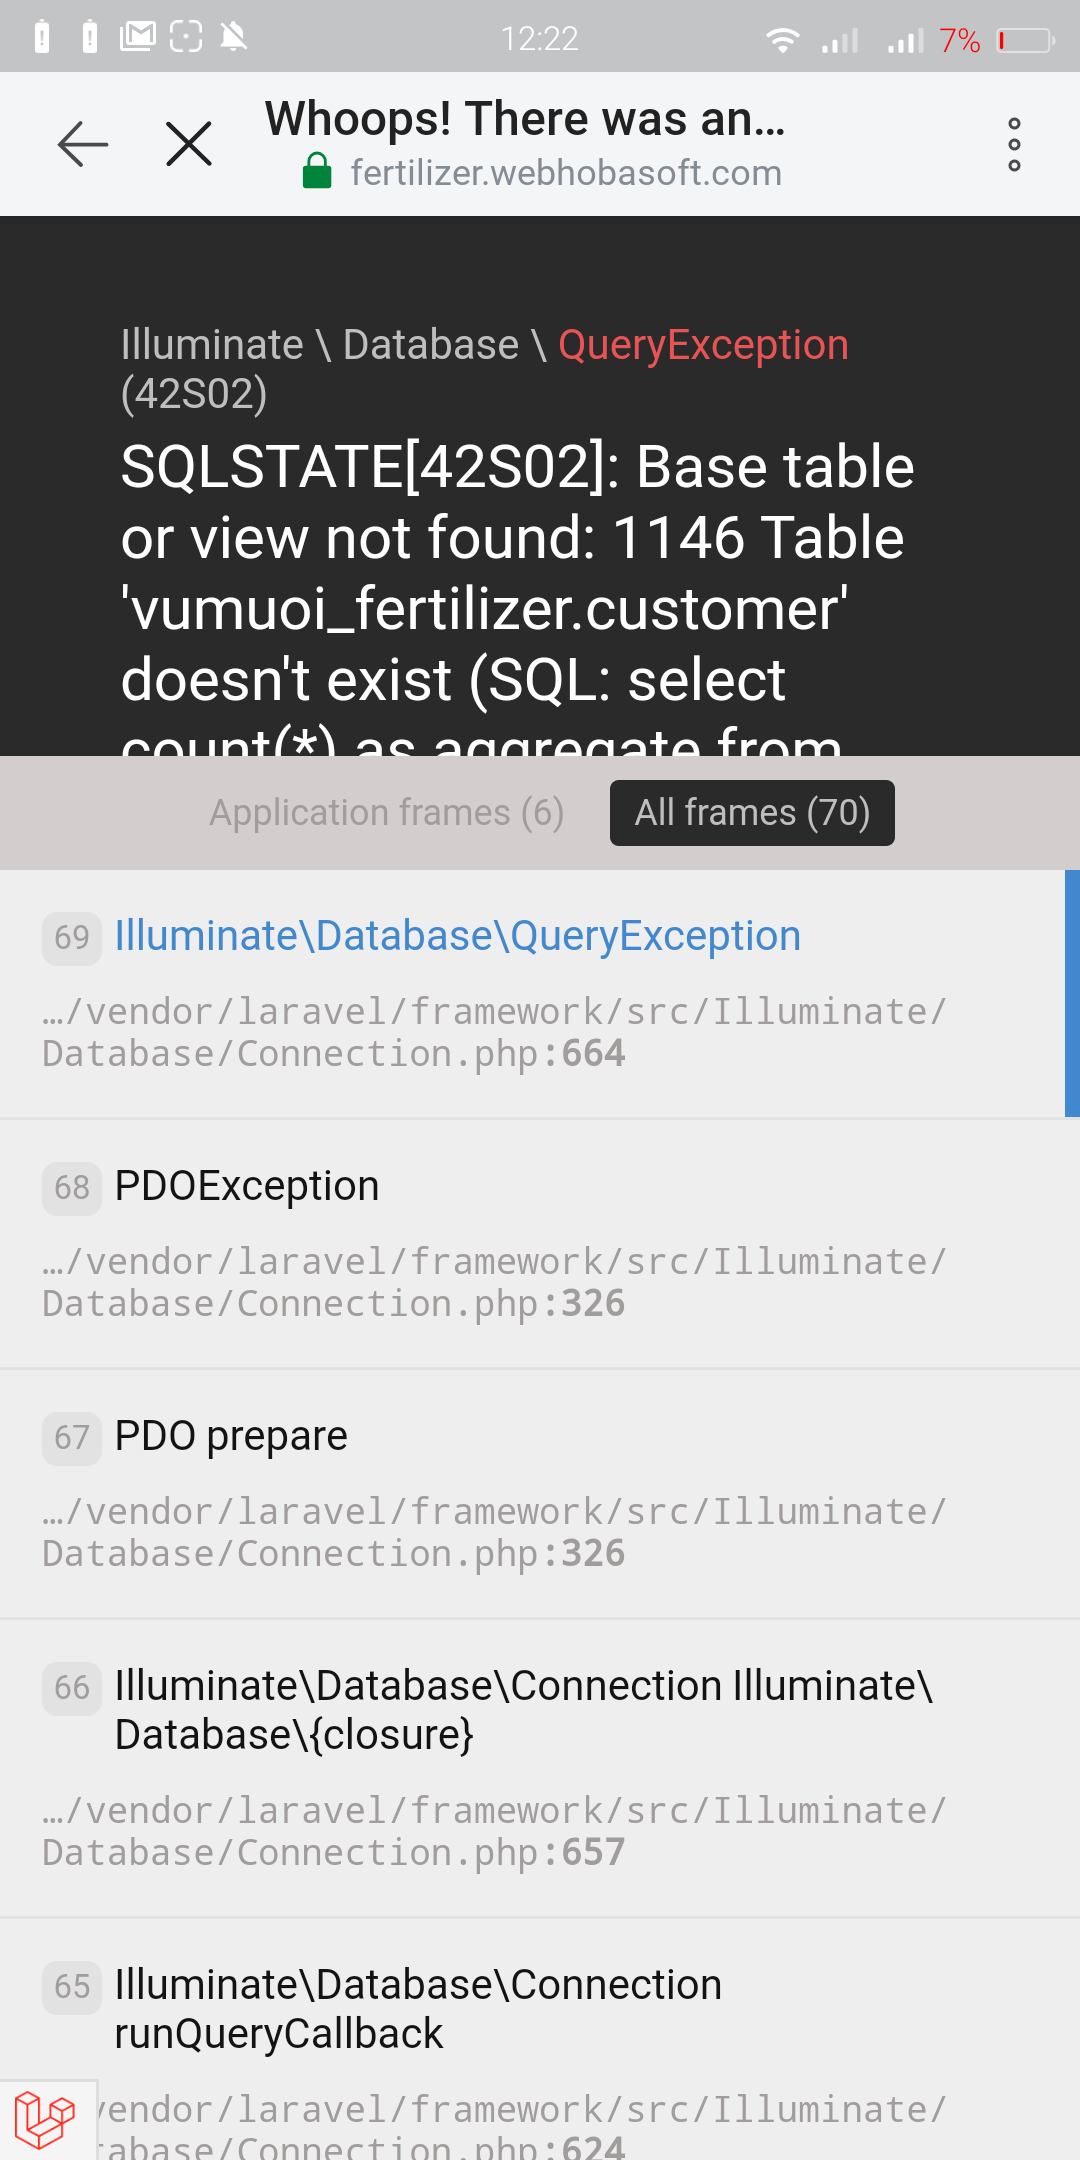 12:22
7%
Whoops! There was an…
fertilizer.webhobasoft.com
Illuminate \ Database \ QueryException
(42S02)
SQLSTATE[42S02]: Base table
or view not found: 1146 Table
'vumuoi_fertilizer.customer'
doesn't exist (SQL: select
count(*) as aggregate from
Application frames (6)
All frames (70)
69 Illuminate\Database\QueryException
…/vendor/laravel/framework/src/Illuminate/
Database/Connection.php:664
68 PDOException
…/vendor/laravel/framework/src/Illuminate/
Database/Connection.php:326
67 PDO prepare
…/vendor/laravel/framework/src/Illuminate/
Database/Connection.php:326
66 Illuminate\Database\Connection Illuminate\
Database\{closure}
…/vendor/laravel/framework/src/Illuminate/
Database/Connection.php:657
65 Illuminate\Database\Connection
runQueryCallback
vendor/laravel/framework/src/Illuminate/
abase/Connection.php:624